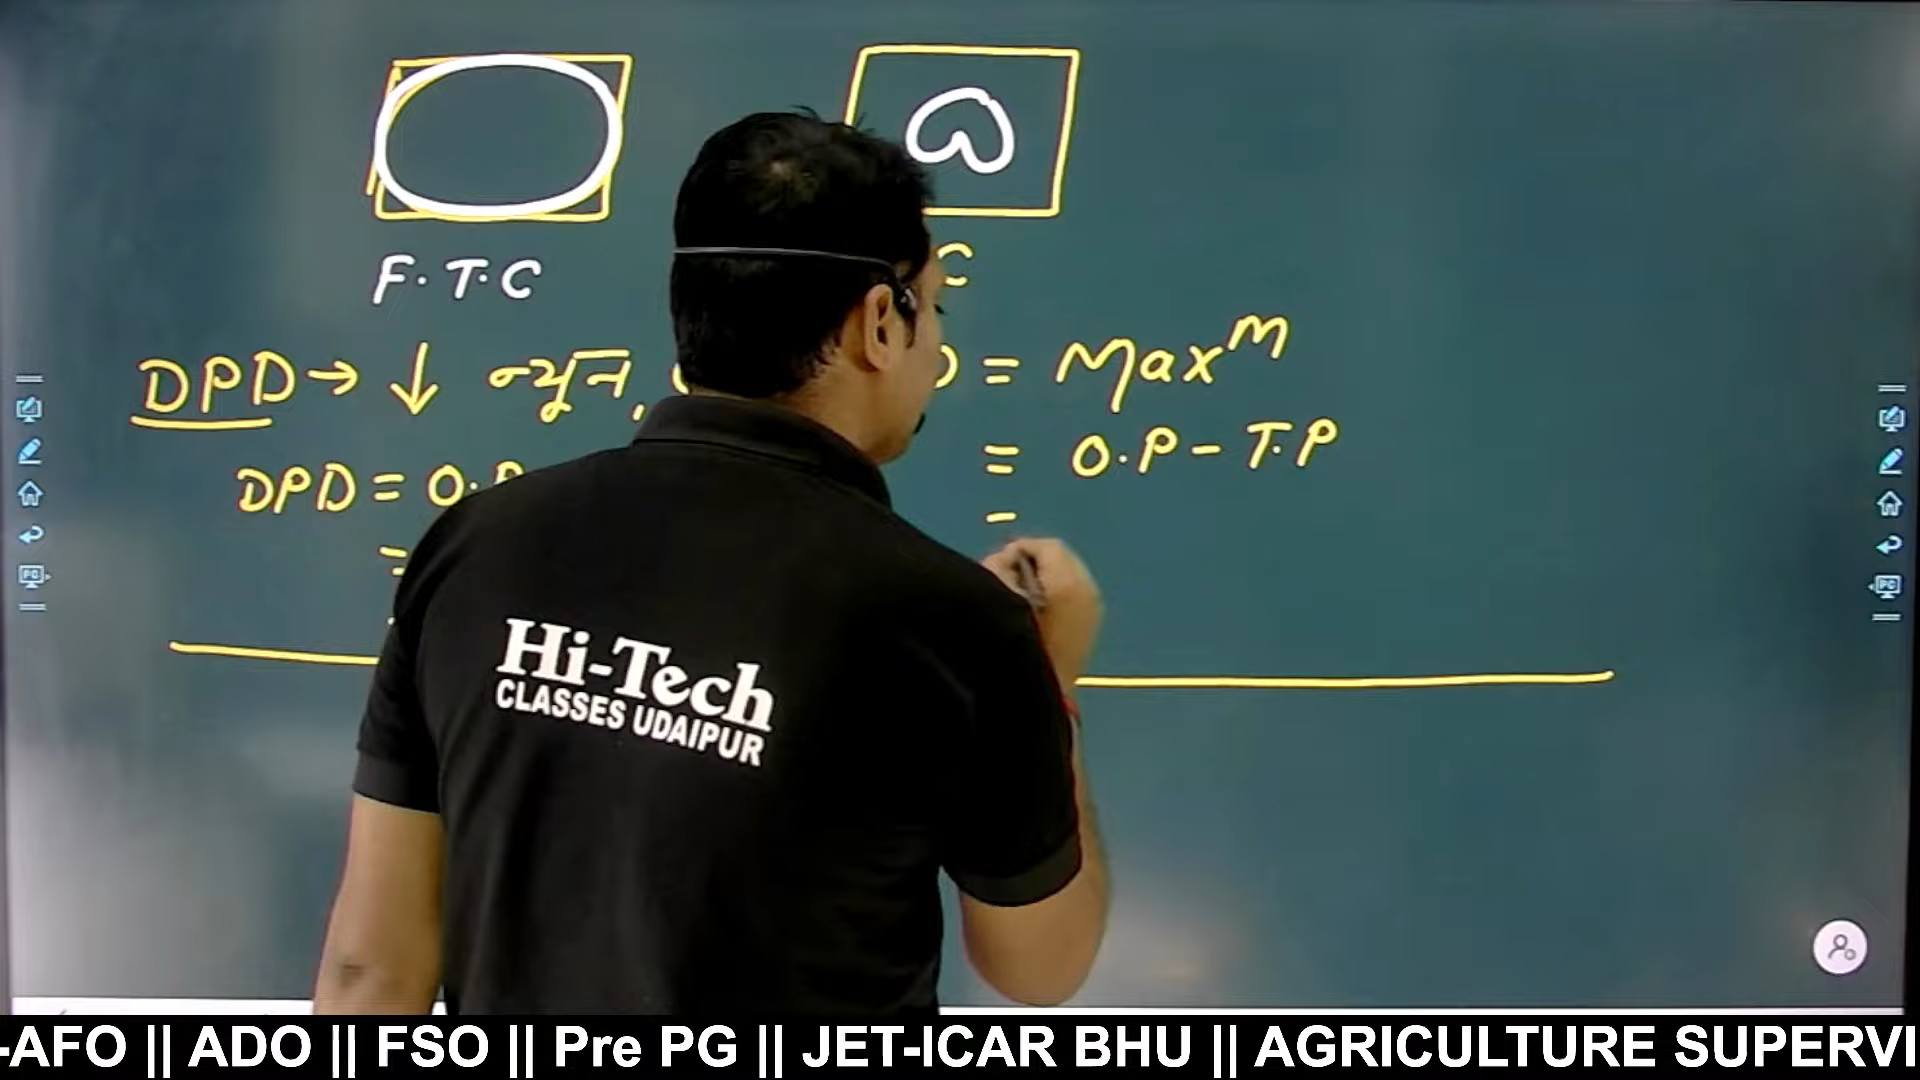 F.T.C
C
DPD → ↓ न्यून,
D = Maxᵐ
= O.P - T.P
DPD = O.P
=
Hi-Tech
CLASSES UDAIPUR
-AFO || ADO || FSO || Pre PG || JET-ICAR BHU || AGRICULTURE SUPERVI